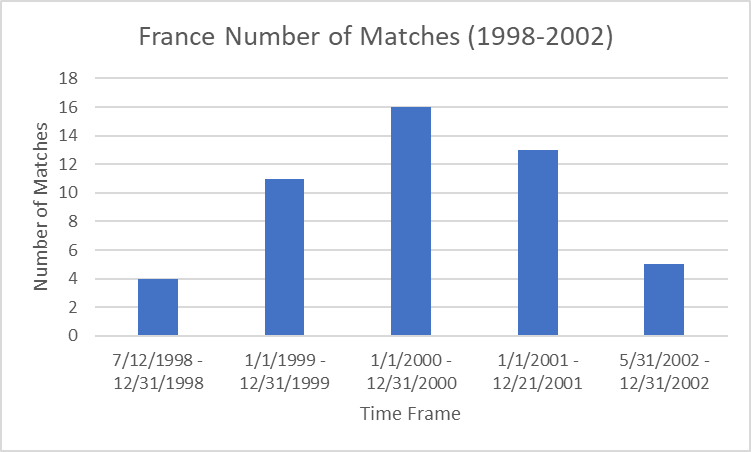 France Number of Matches (1998-2002)
18
16
14
12
10
8
6
4
2
0
Number of Matches
7/12/1998 - 1/1/1999 - 1/1/2000 - 1/1/2001 - 5/31/2002 -
12/31/1998 12/31/1999 12/31/2000 12/21/2001 12/31/2002
Time Frame